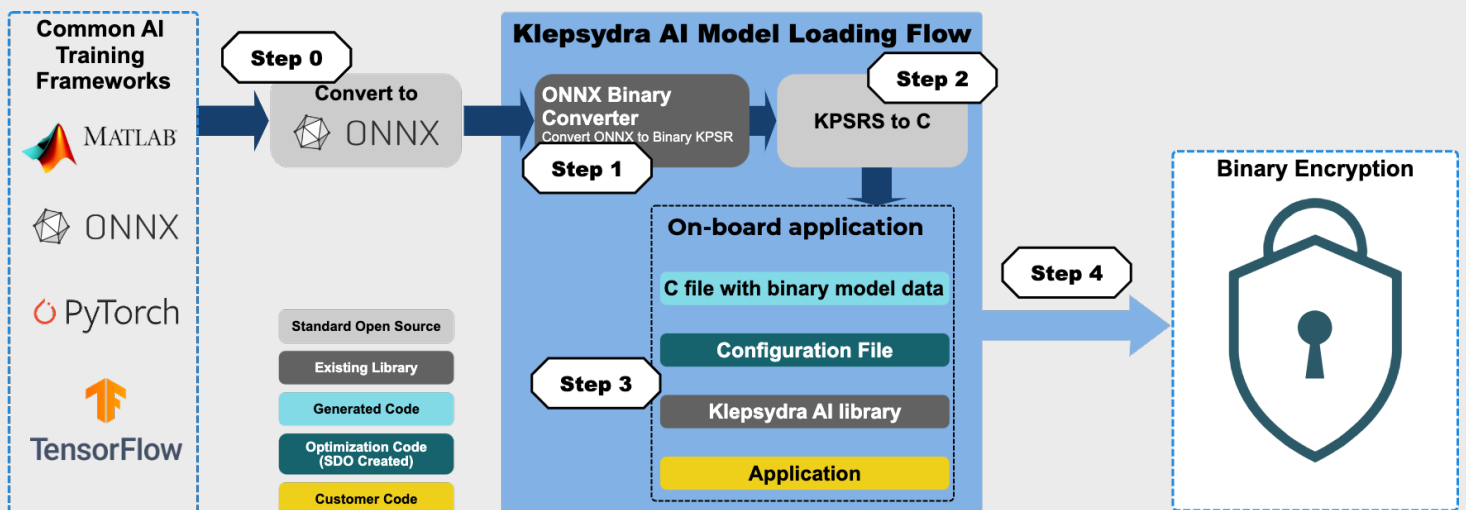 Common AI
Training
Frameworks
MATLAB
ONNX
PyTorch
TensorFlow
Step 0
Convert to
ONNX
Standard Open Source
Existing Library
Generated Code
Optimization Code
(SDO Created)
Customer Code
Klepsydra AI Model Loading Flow
ONNX Binary
Converter
Convert ONNX to Binary KPSR
Step 1
Step 2
KPSRS to C
On-board application
C file with binary model data
Configuration File
Step 3
Klepsydra AI library
Application
Step 4
Binary Encryption